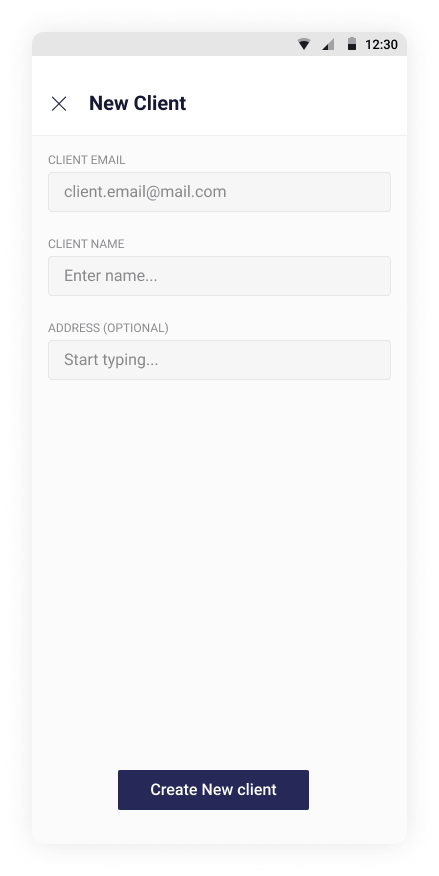 12:30
New Client
CLIENT EMAIL
client.email@mail.com
CLIENT NAME
Enter name...
ADDRESS (OPTIONAL)
Start typing...
Create New client